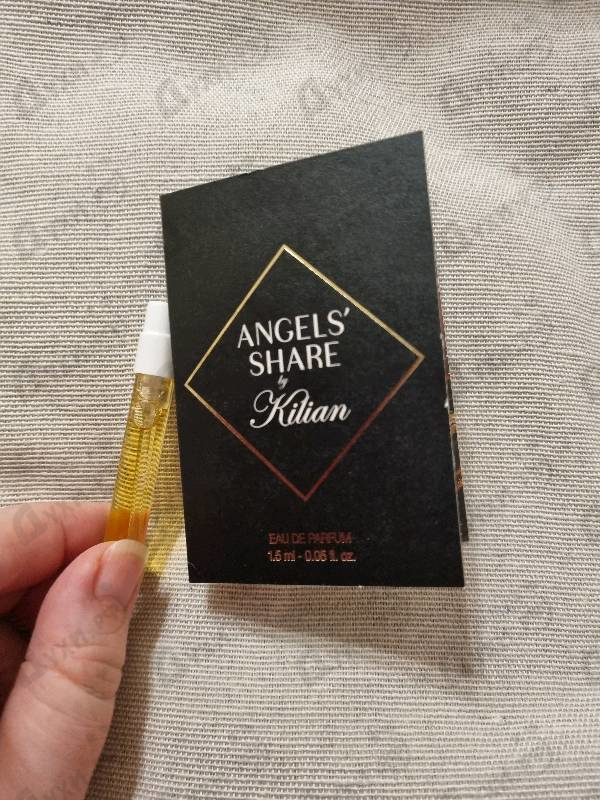 ANGELS'
SHARE
by
Kilian
EAU DE PARFUM
1.5 ml - 0.05 fl. oz.